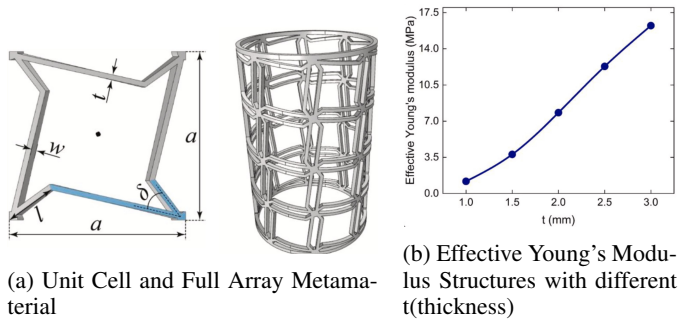 t
a
w
δ
l
a
Effective Young's modulus (MPa)
17.5
14.0
10.5
7.0
3.5
0.0
1.0 1.5 2.0 2.5 3.0
t (mm)
(a) Unit Cell and Full Array Metama-
terial
(b) Effective Young's Modu-
lus Structures with different
t(thickness)